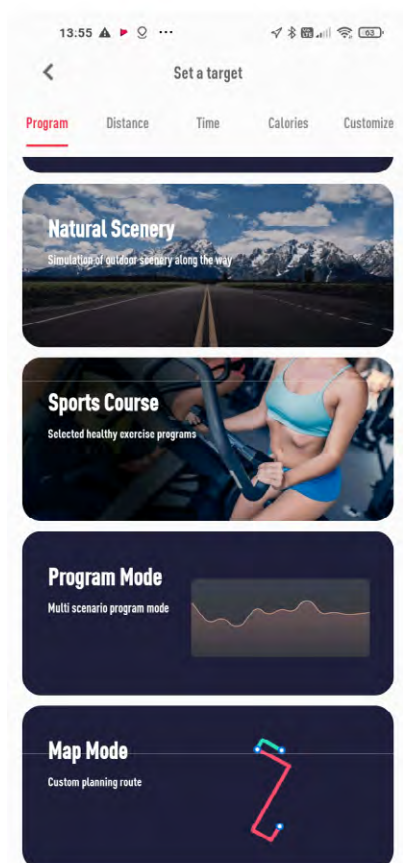 13:55
63
Set a target
Program Distance Time Calories Customize
Natural Scenery
Simulation of outdoor scenery along the way
Sports Course
Selected healthy exercise programs
Program Mode
Multi scenario program mode
Map Mode
Custom planning route